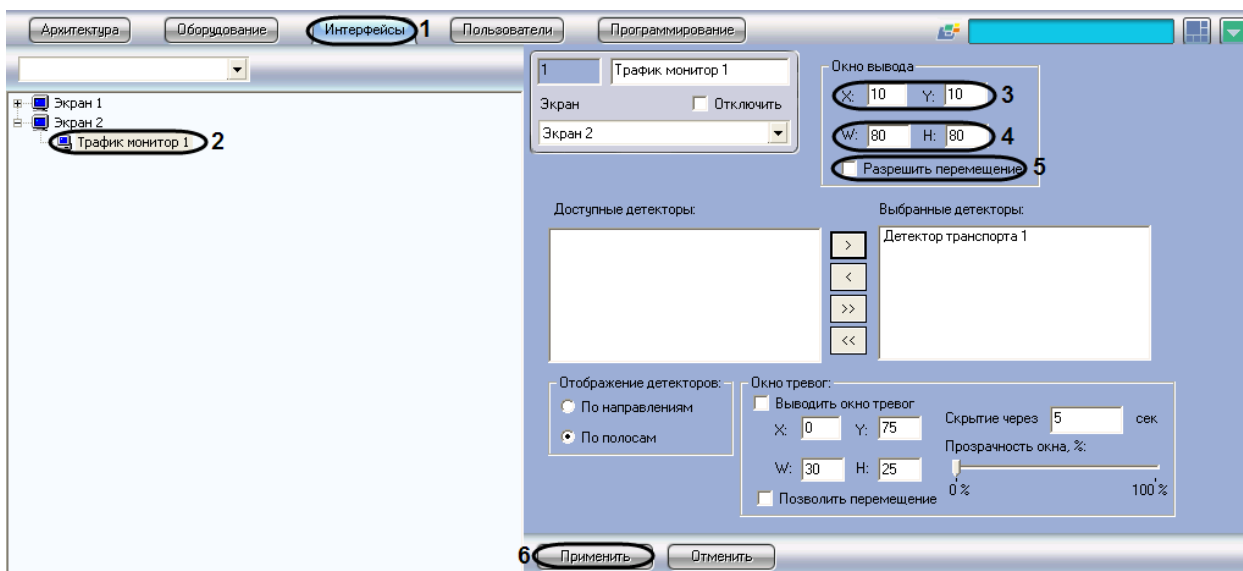 Архитектура Оборудование Интерфейсы 1 Пользователи Программирование
1 Трафик монитор 1
Экран Отключить
Экран 2
Окно вывода
X: 10 Y: 10 3
W: 80 H: 80 4
Разрешить перемещение 5
Экран 1
Экран 2
Трафик монитор 1 2
Доступные детекторы:
Выбранные детекторы:
Детектор транспорта 1
>
<
>>
<<
Отображение детекторов:
По направлениям
По полосам
Окно тревог:
Выводить окно тревог
X: 0 Y: 75
W: 30 H: 25
Позволить перемещение
Скрытие через 5 сек
Прозрачность окна, %:
0 % 100 %
6 Применить Отменить